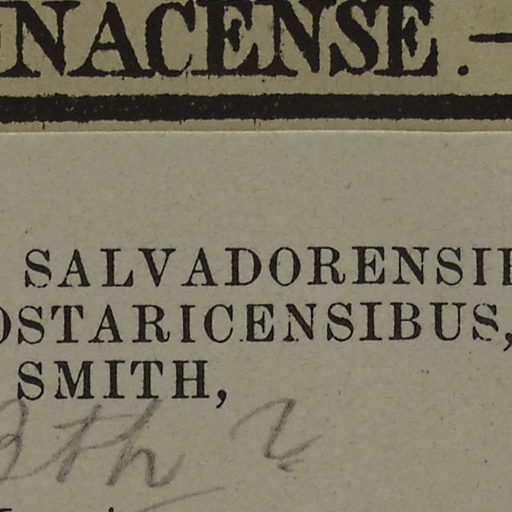 NACENSE.—
SALVADORENSI
OSTARICENSIBUS,
SMITH,